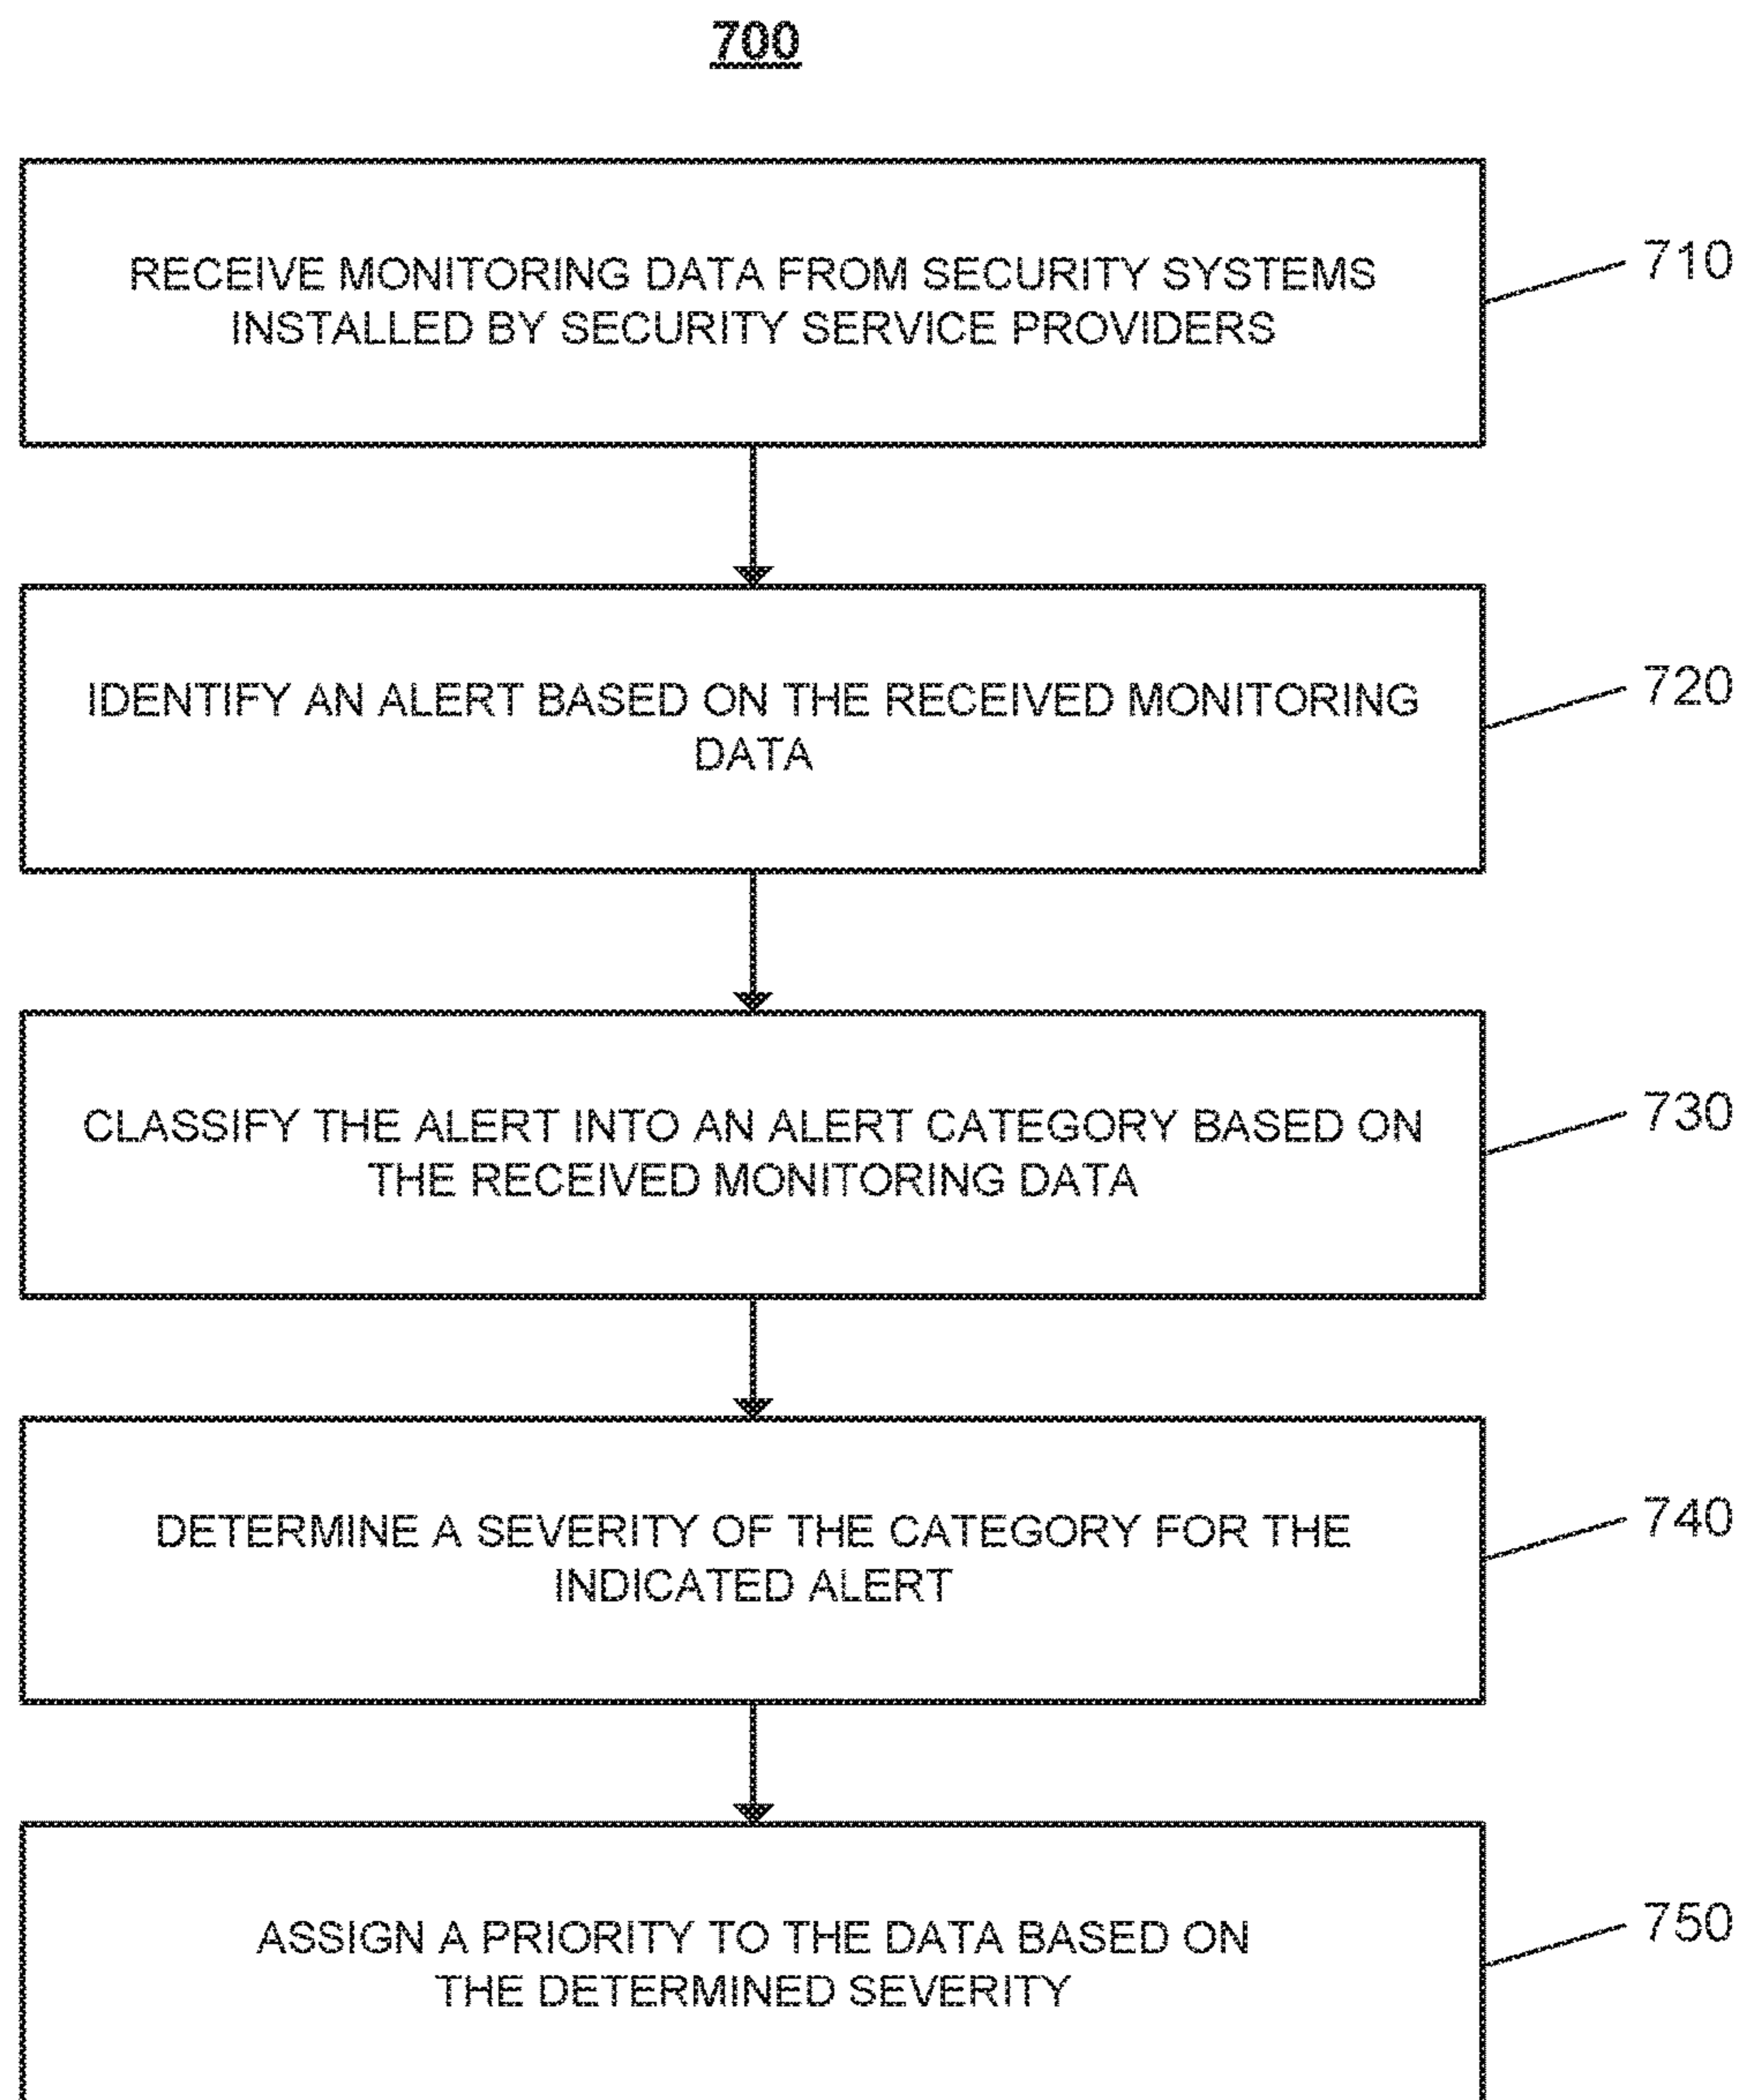 700
RECEIVE MONITORING DATA FROM SECURITY SYSTEMS
INSTALLED BY SECURITY SERVICE PROVIDERS
710
IDENTIFY AN ALERT BASED ON THE RECEIVED MONITORING
DATA
720
CLASSIFY THE ALERT INTO AN ALERT CATEGORY BASED ON
THE RECEIVED MONITORING DATA
730
DETERMINE A SEVERITY OF THE CATEGORY FOR THE
INDICATED ALERT
740
ASSIGN A PRIORITY TO THE DATA BASED ON
THE DETERMINED SEVERITY
750